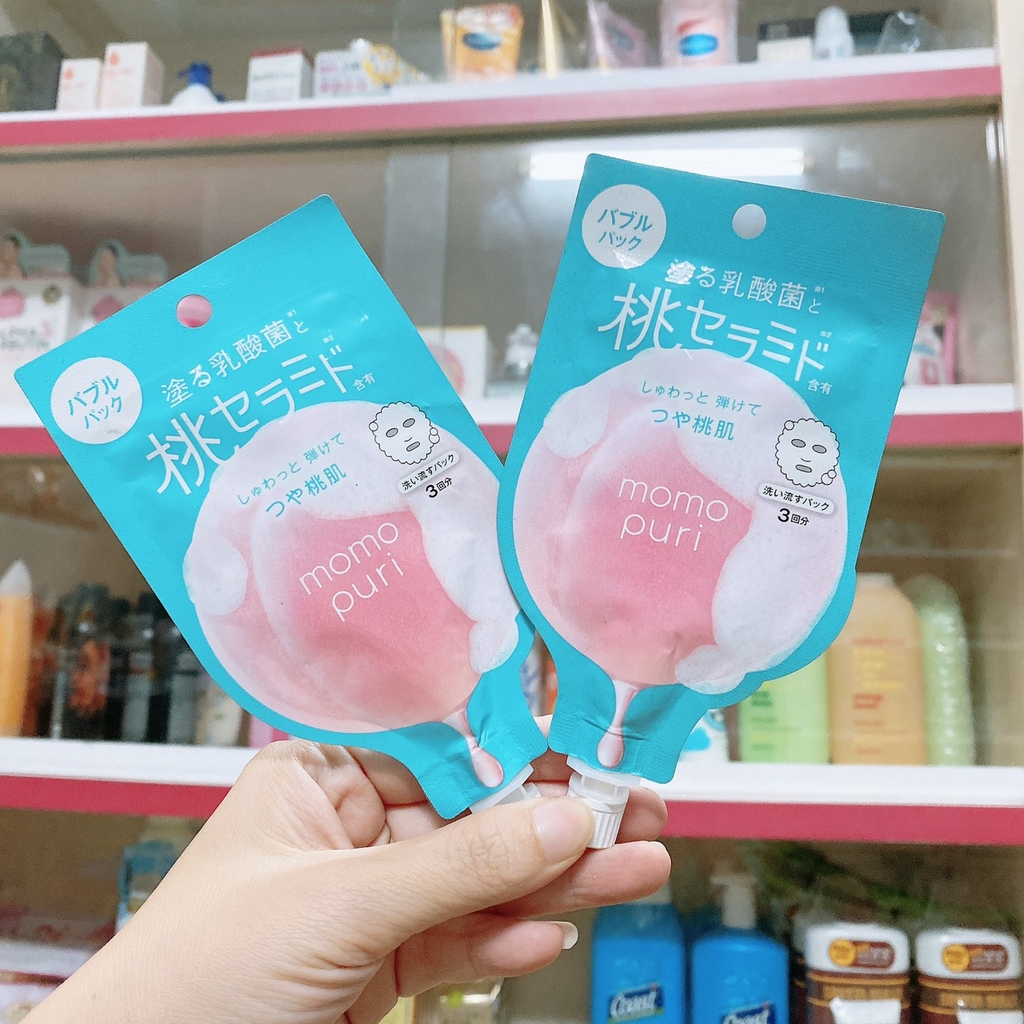 バブル
パック
塗る乳酸菌※1と
桃セラミド※2
含有
しゅわっと 弾けて
つや桃肌
洗い流すパック
3回分
momo
puri
バブル
パック
塗る乳酸菌※1と
桃セラミド※2
含有
しゅわっと 弾けて
つや桃肌
洗い流すパック
3回分
momo
puri